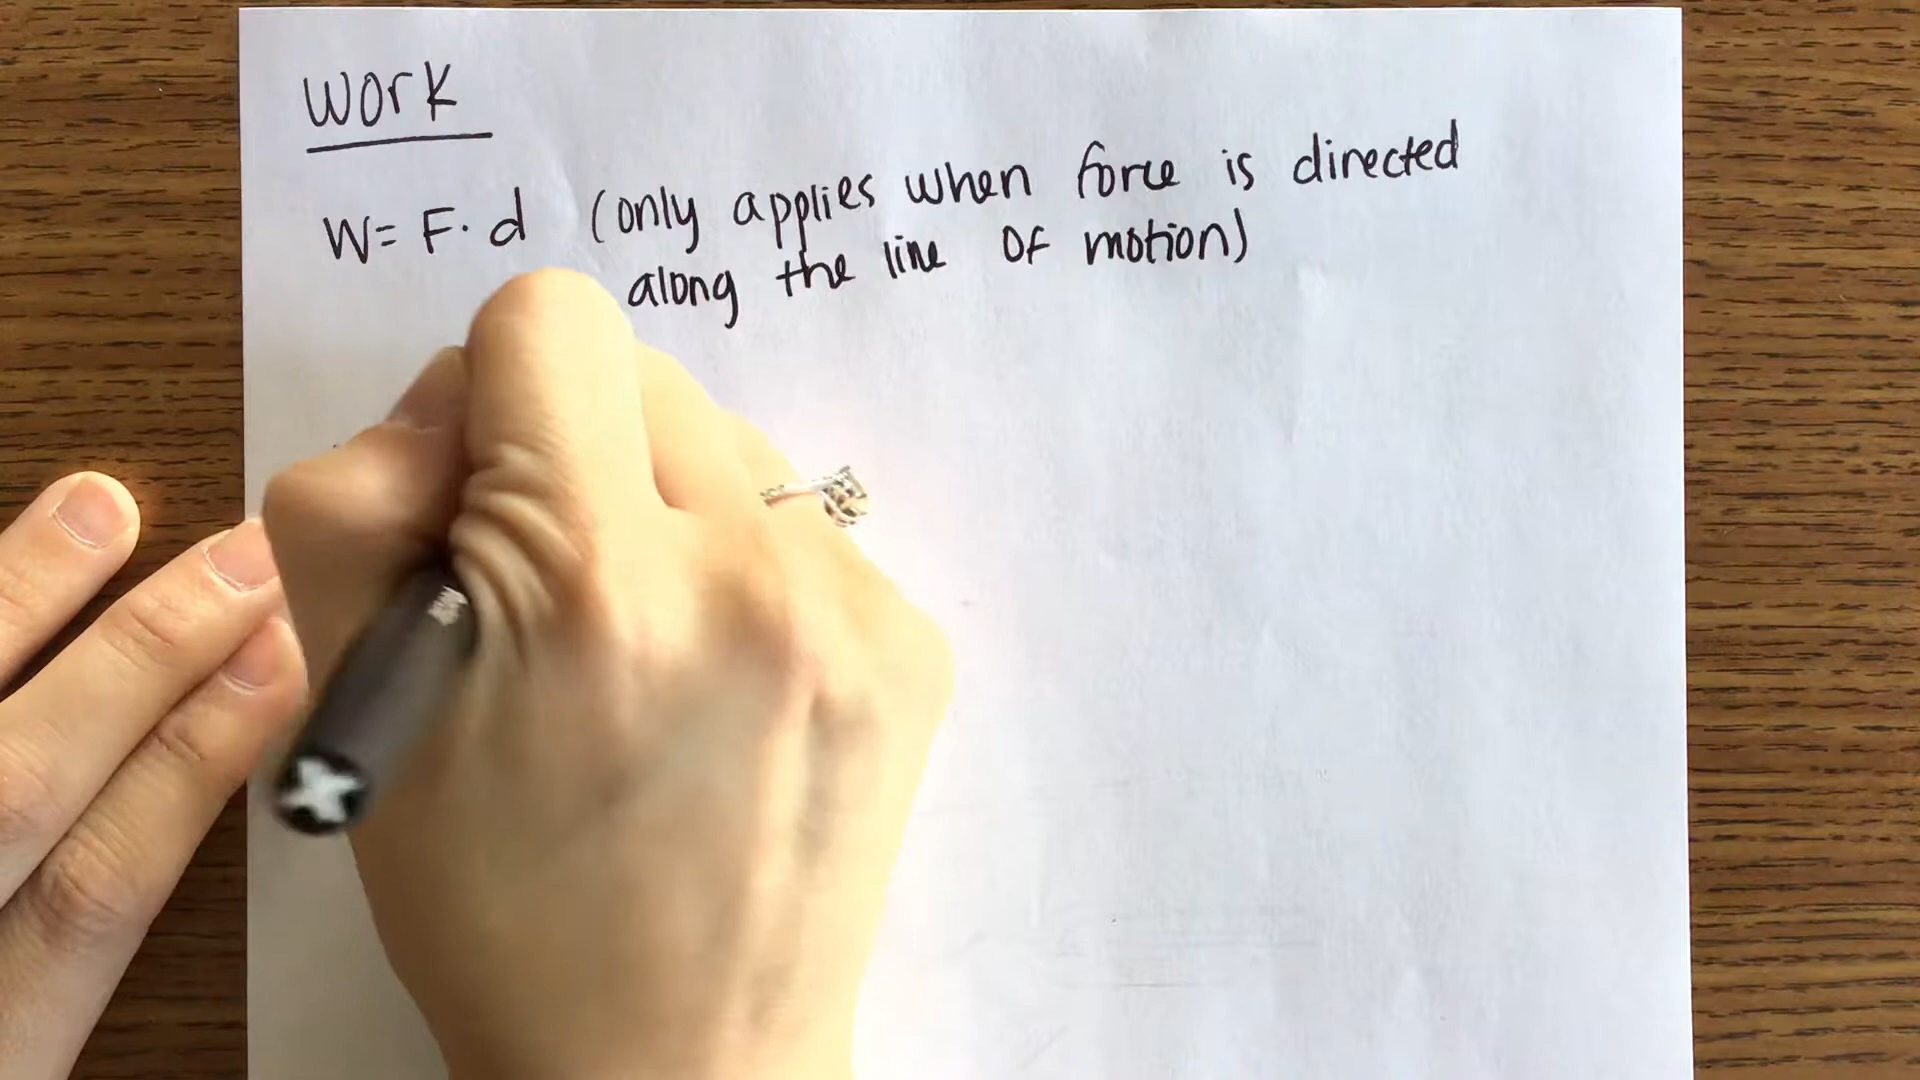 Work
W= F· d (only applies when force is directed
along the line of motion)